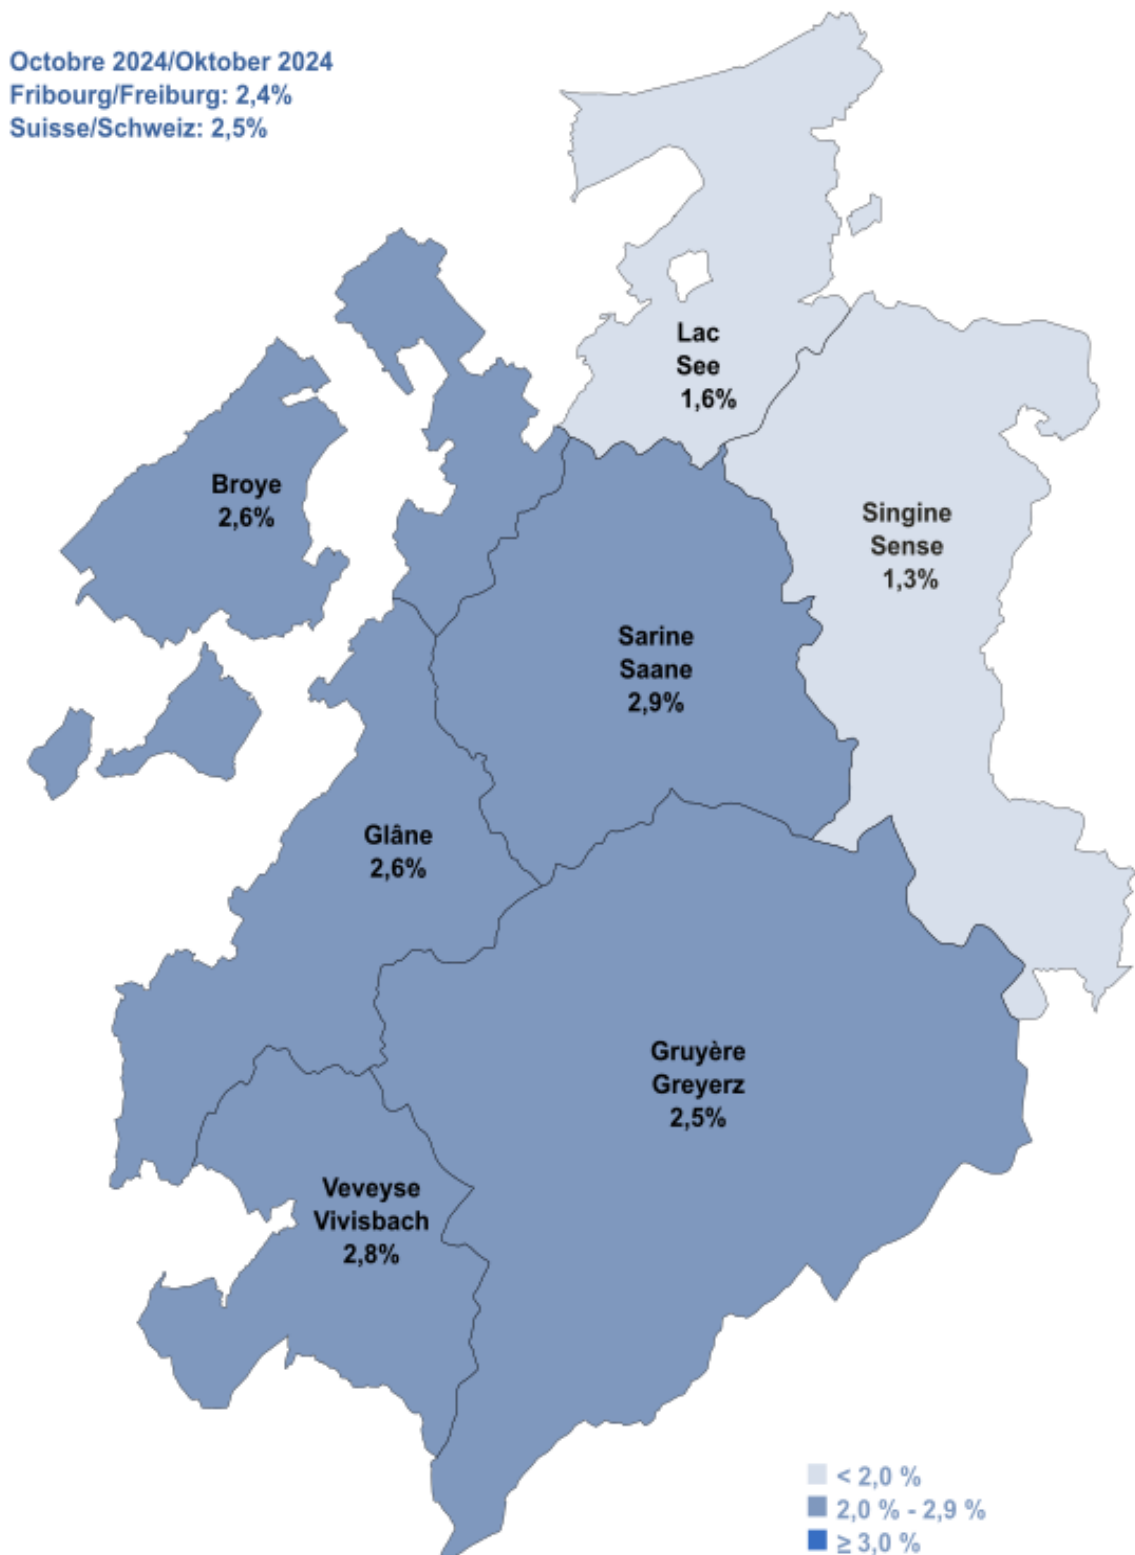 Octobre 2024/Oktober 2024
Fribourg/Freiburg: 2,4%
Suisse/Schweiz: 2,5%
Lac
See
1,6%
Broye
2,6%
Singine
Sense
1,3%
Sarine
Saane
2,9%
Glâne
2,6%
Gruyère
Greyerz
2,5%
Veveyse
Vivisbach
2,8%
< 2,0 %
2,0 % - 2,9 %
≥ 3,0 %